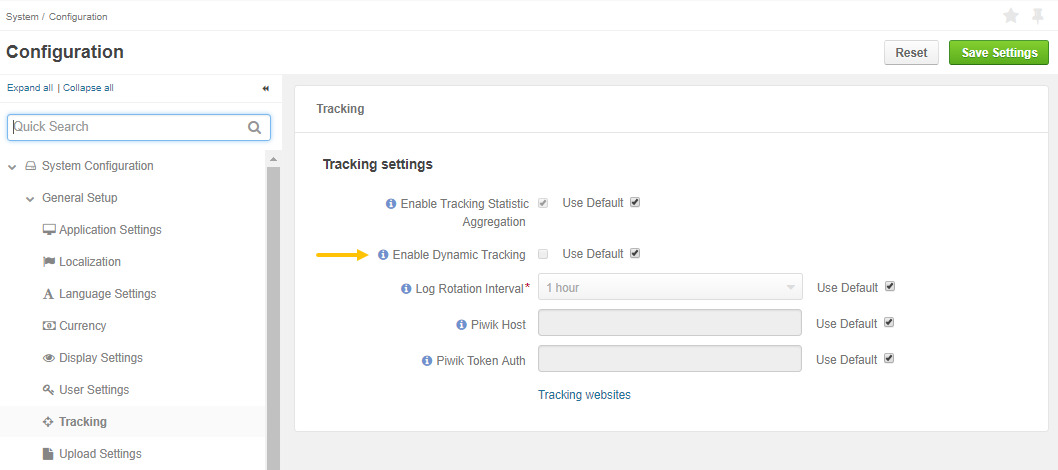 System / Configuration
Configuration
Reset
Save Settings
Expand all | Collapse all
Quick Search
System Configuration
General Setup
Application Settings
Localization
Language Settings
Currency
Display Settings
User Settings
Tracking
Upload Settings
Tracking
Tracking settings
Enable Tracking Statistic
Aggregation
Use Default
Enable Dynamic Tracking
Use Default
Log Rotation Interval*
1 hour
Use Default
Piwik Host
Use Default
Piwik Token Auth
Use Default
Tracking websites